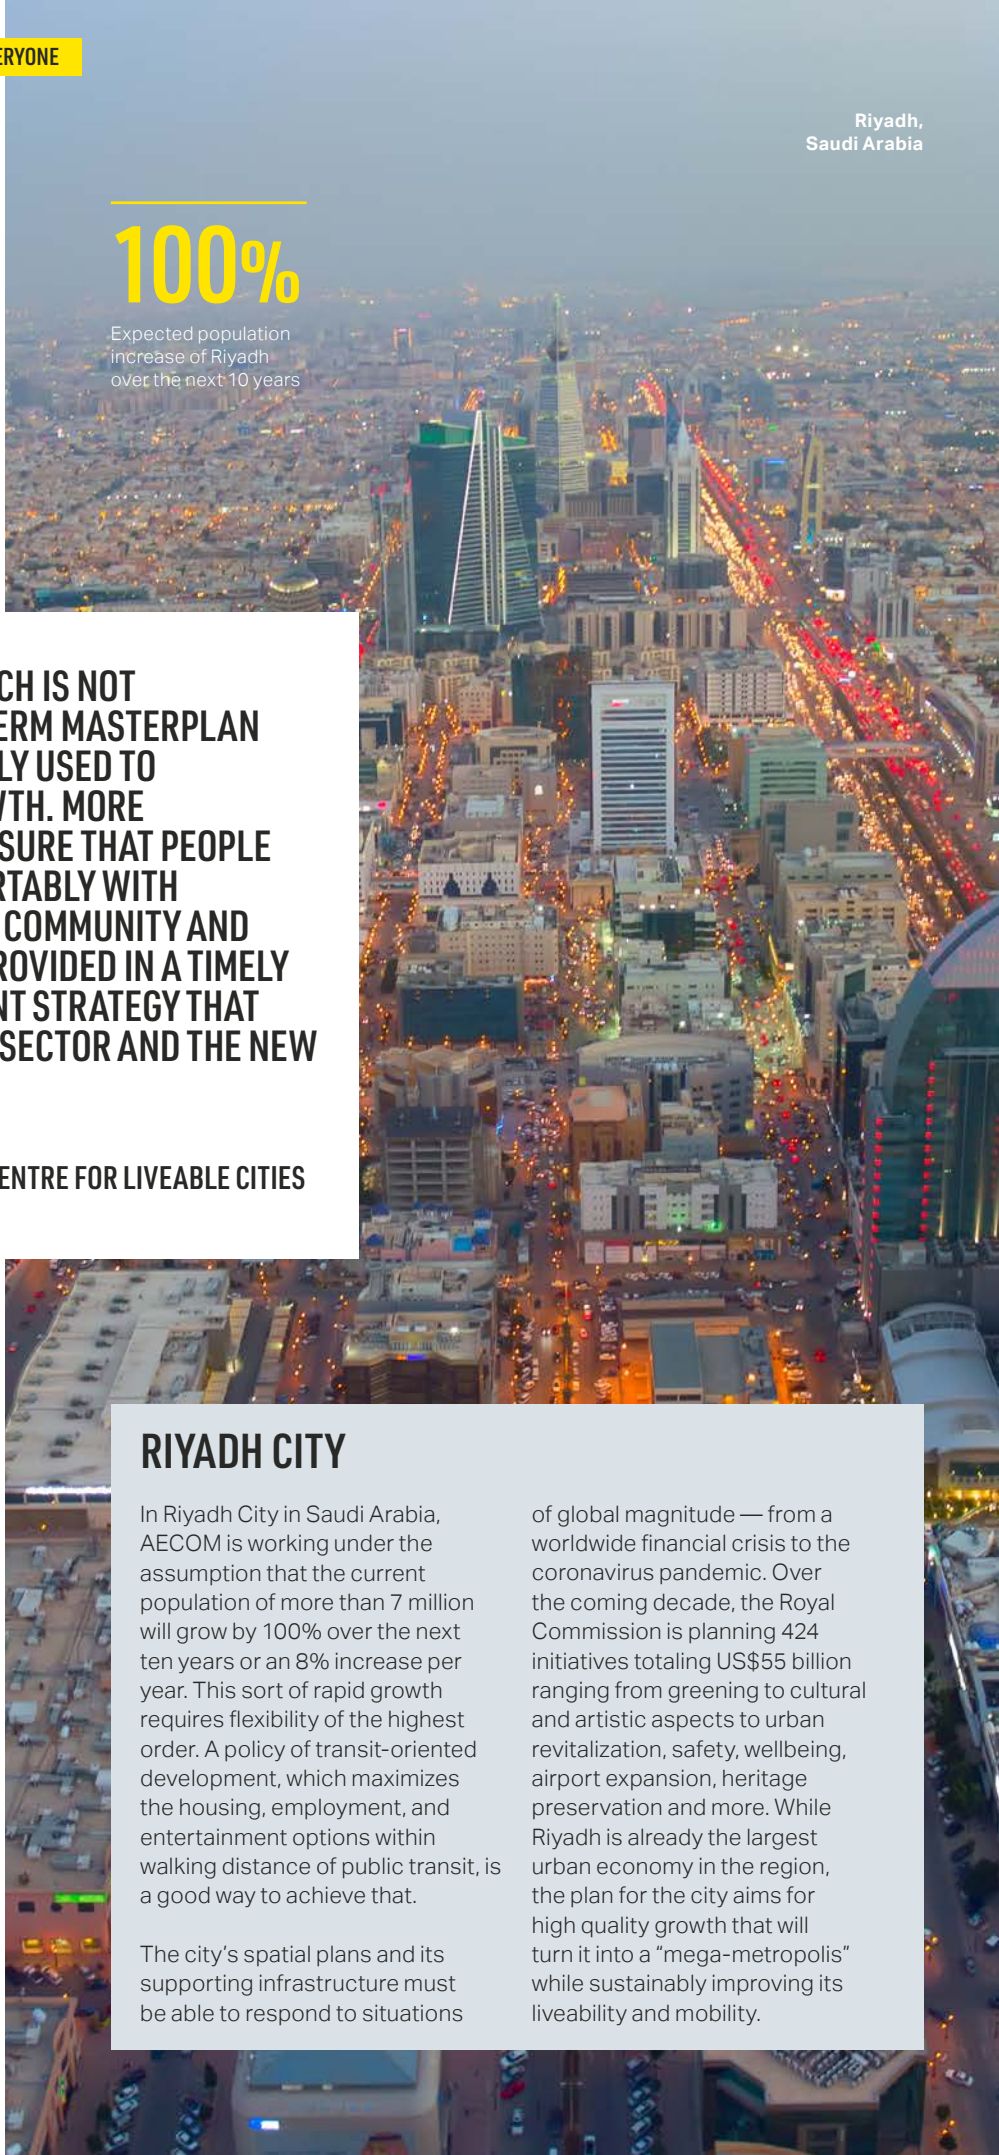 ERYONE
Riyadh,
Saudi Arabia
100%
Expected population
increase of Riyadh
over the next 10 years
CH IS NOT
ERM MASTERPLAN
LY USED TO
WTH. MORE
SURE THAT PEOPLE
RTABLY WITH
COMMUNITY AND
ROVIDED IN A TIMELY
NT STRATEGY THAT
SECTOR AND THE NEW
ENTRE FOR LIVEABLE CITIES
RIYADH CITY
In Riyadh City in Saudi Arabia,
AECOM is working under the
assumption that the current
population of more than 7 million
will grow by 100% over the next
ten years or an 8% increase per
year. This sort of rapid growth
requires flexibility of the highest
order. A policy of transit-oriented
development, which maximizes
the housing, employment, and
entertainment options within
walking distance of public transit, is
a good way to achieve that.
The city’s spatial plans and its
supporting infrastructure must
be able to respond to situations
of global magnitude — from a
worldwide financial crisis to the
coronavirus pandemic. Over
the coming decade, the Royal
Commission is planning 424
initiatives totaling US$55 billion
ranging from greening to cultural
and artistic aspects to urban
revitalization, safety, wellbeing,
airport expansion, heritage
preservation and more. While
Riyadh is already the largest
urban economy in the region,
the plan for the city aims for
high quality growth that will
turn it into a “mega-metropolis”
while sustainably improving its
liveability and mobility.